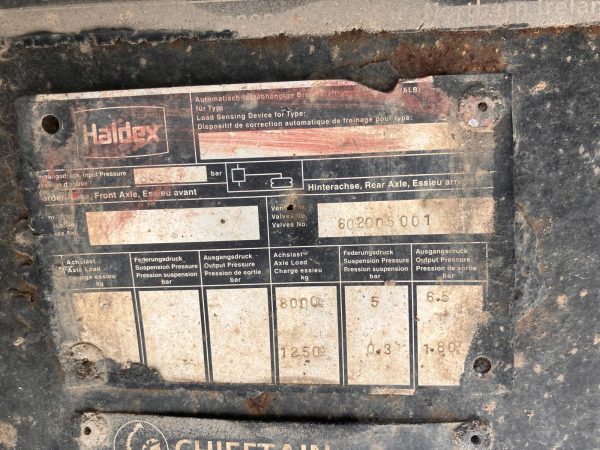 Northern Irelan
Haldex
Automatisch (ALB)
für Type:
Load Sensing Device for Type:
Dispositif de correction automatique de freinage pour type:
Input Pressure bar
Front Axle, Essieu avant
Hinterachse, Rear Axle, Essieu arr
Valves No.
Valves No.
602005001
Achslast Federungsdruck Ausgangsdruck Achslast Federungsdruck Ausgangsdruck
Axle Load Suspension Pressure Output Pressure Axle Load Suspension Pressure Output Pressure
Charge essieu Pression suspension Pression de sortie Charge essieu Pression suspension Pression de sortie
kg bar bar kg bar bar
8000 5 6.5
1250 0.3 1.80
CHIEFTAIN